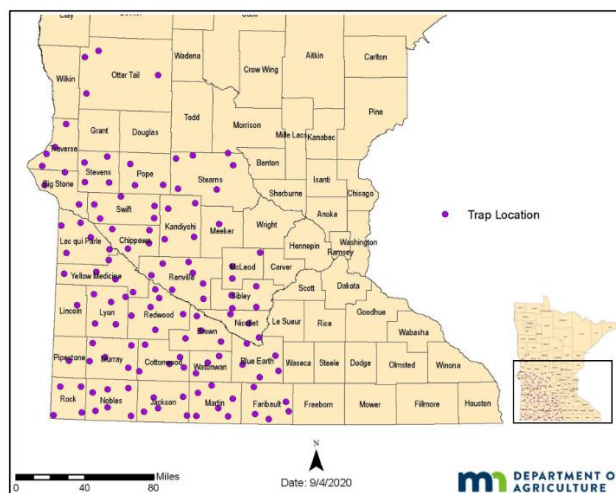 Clay
Cass
Aitkin
Carlton
Wadena
Crow Wing
Wilkin
Otter Tail
Pine
Todd
Morrison
Mille Lacs
Kanabec
Grant
Douglas
Traverse
Benton
Stevens
Pope
Stearns
Isanti
Chisago
Big Stone
Sherburne
Swift
Anoka
Kandiyohi
Meeker
Wright
Washington
Hennepin
Ramsey
Lac qui Parle
Chippewa
McLeod
Carver
Yellow Medicine
Renville
Scott
Dakota
Sibley
Lincoln
Lyon
Redwood
Goodhue
Nicollet
Le Sueur
Rice
Brown
Wabasha
Pipestone
Murray
Cottonwood
Watonwan
Blue Earth
Waseca
Steele
Dodge
Olmsted
Winona
Rock
Nobles
Jackson
Martin
Faribault
Freeborn
Mower
Fillmore
Houston
Trap Location
N
Miles
0 20 40 80
Date: 9/4/2020
DEPARTMENT OF
AGRICULTURE